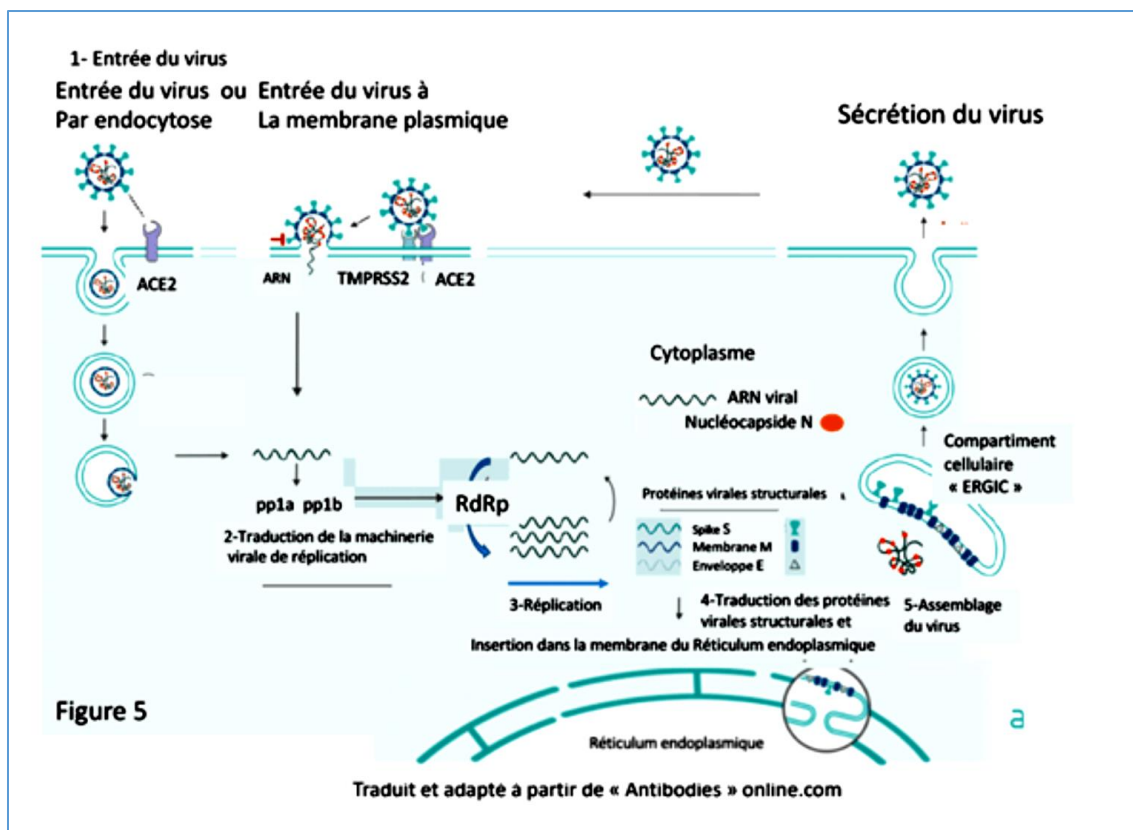 1- Entrée du virus
Entrée du virus ou Entrée du virus à
Par endocytose La membrane plasmique
Sécrétion du virus
ACE2
ARN
TMPRSS2
ACE2
Cytoplasme
ARN viral
Nucléocapside N
Compartiment
cellulaire
« ERGIC »
pp1a pp1b
RdRp
2-Traduction de la machinerie
virale de réplication
3-Réplication
Protéines virales structurales
Spike S
Membrane M
Enveloppe E
4-Traduction des protéines
virales structurales et
Insertion dans la membrane du Réticulum endoplasmique
5-Assemblage
du virus
Figure 5
Réticulum endoplasmique
a
Traduit et adapté à partir de « Antibodies » online.com